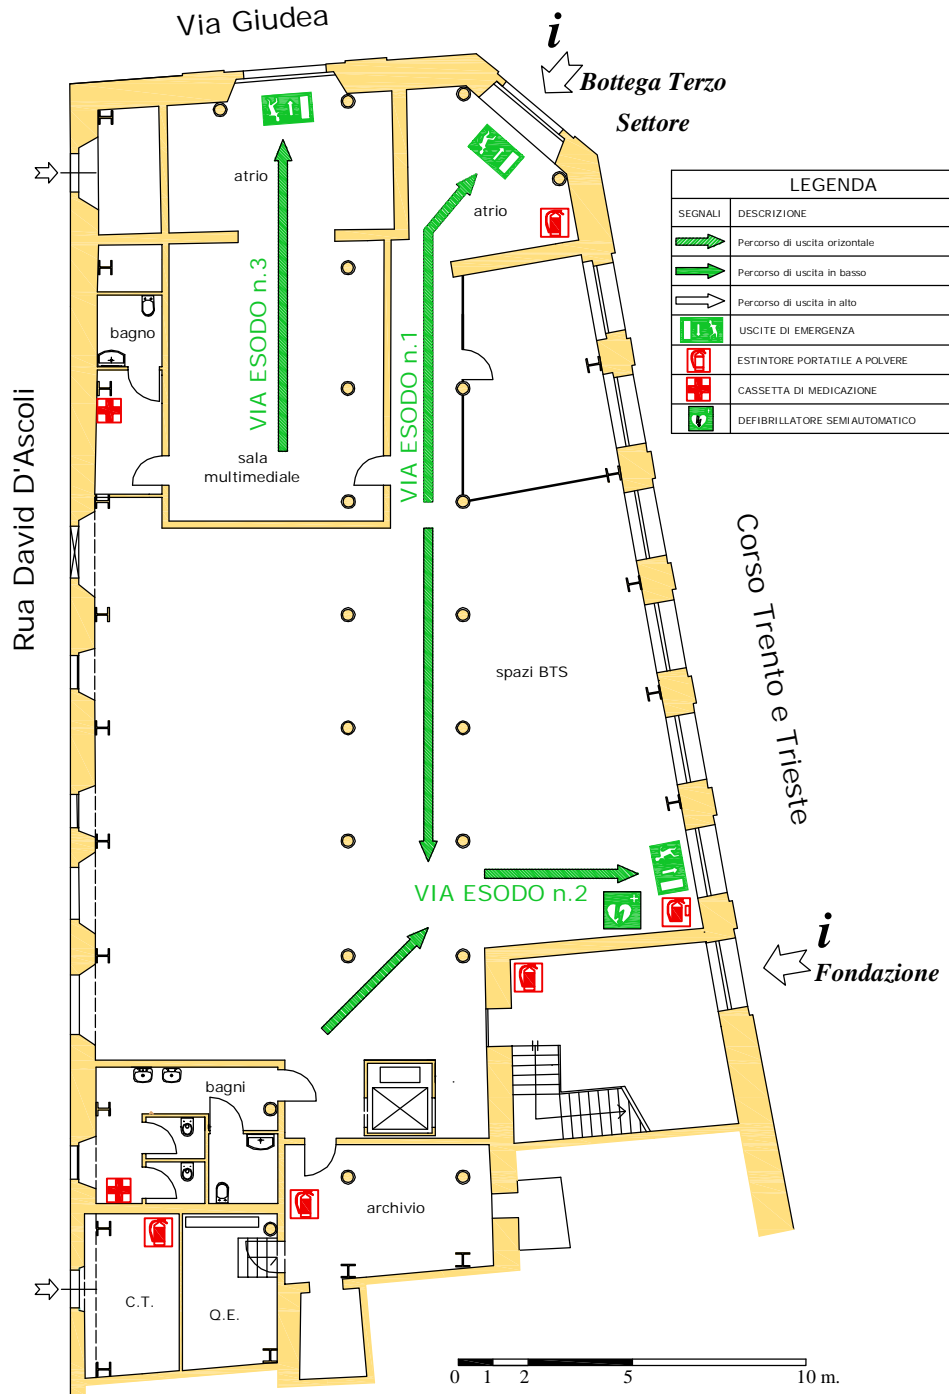 Via Giudea
i
Bottega Terzo
Settore
LEGENDA
SEGNALI DESCRIZIONE
Percorso di uscita orizontale
Percorso di uscita in basso
Percorso di uscita in alto
USCITE DI EMERGENZA
ESTINTORE PORTATILE A POLVERE
CASSETTA DI MEDICAZIONE
DEFIBRILLATORE SEMIAUTOMATICO
atrio
atrio
VIA ESODO n.3
VIA ESODO n.1
bagno
sala
multimediale
Rua David D'Ascoli
Corso Trento e Trieste
spazi BTS
VIA ESODO n.2
i
Fondazione
bagni
archivio
C.T.
Q.E.
0 1 2 5 10 m.